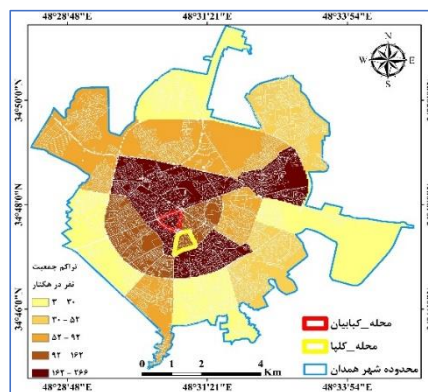 48°28'48"E
48°31'21"E
48°33'54"E
N
W
E
S
34°50'0"N
34°48'0"N
34°46'0"N
تراکم جمعیت
نفر در هکتار
۳ ۳۰
۳۰ - ۵۲
۵۲ - ۹۲
۹۲ ۱۶۲
۱۶۲ - ۲۶۶
محله_کبابیان
محله_کلپا
محدوده شهر همدان
0 1 2 4
Km
48°28'48"E
48°31'21"E
48°33'54"E